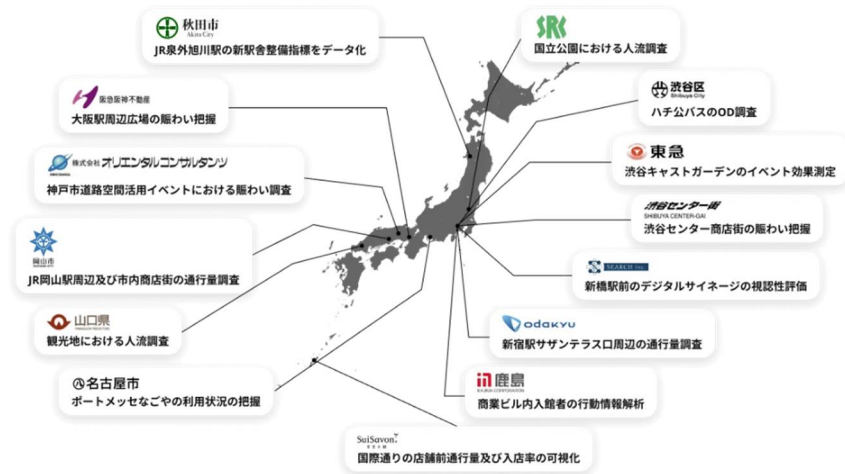 秋田市
Akita City
JR泉外旭川駅の新駅舎整備指標をデータ化
阪急阪神不動産
大阪駅周辺広場の賑わい把握
株式会社 オリエンタルコンサルタンツ
神戸市道路空間活用イベントにおける賑わい調査
岡山市
JR岡山駅周辺及び市内商店街の通行量調査
山口県
観光地における人流調査
名古屋市
ポートメッセなごやの利用状況の把握
SuiSavon
国際通りの店舗前通行量及び入店率の可視化
SRC
国立公園における人流調査
渋谷区
Shibuya City
ハチ公バスのOD調査
東急
渋谷キャストガーデンのイベント効果測定
渋谷センター街
SHIBUYA CENTER-GAI
渋谷センター商店街の賑わい把握
新橋駅前のデジタルサイネージの視認性評価
odakyu
新宿駅サザンテラス口周辺の通行量調査
鹿島
KAJIMA CORPORATION
商業ビル内入館者の行動情報解析